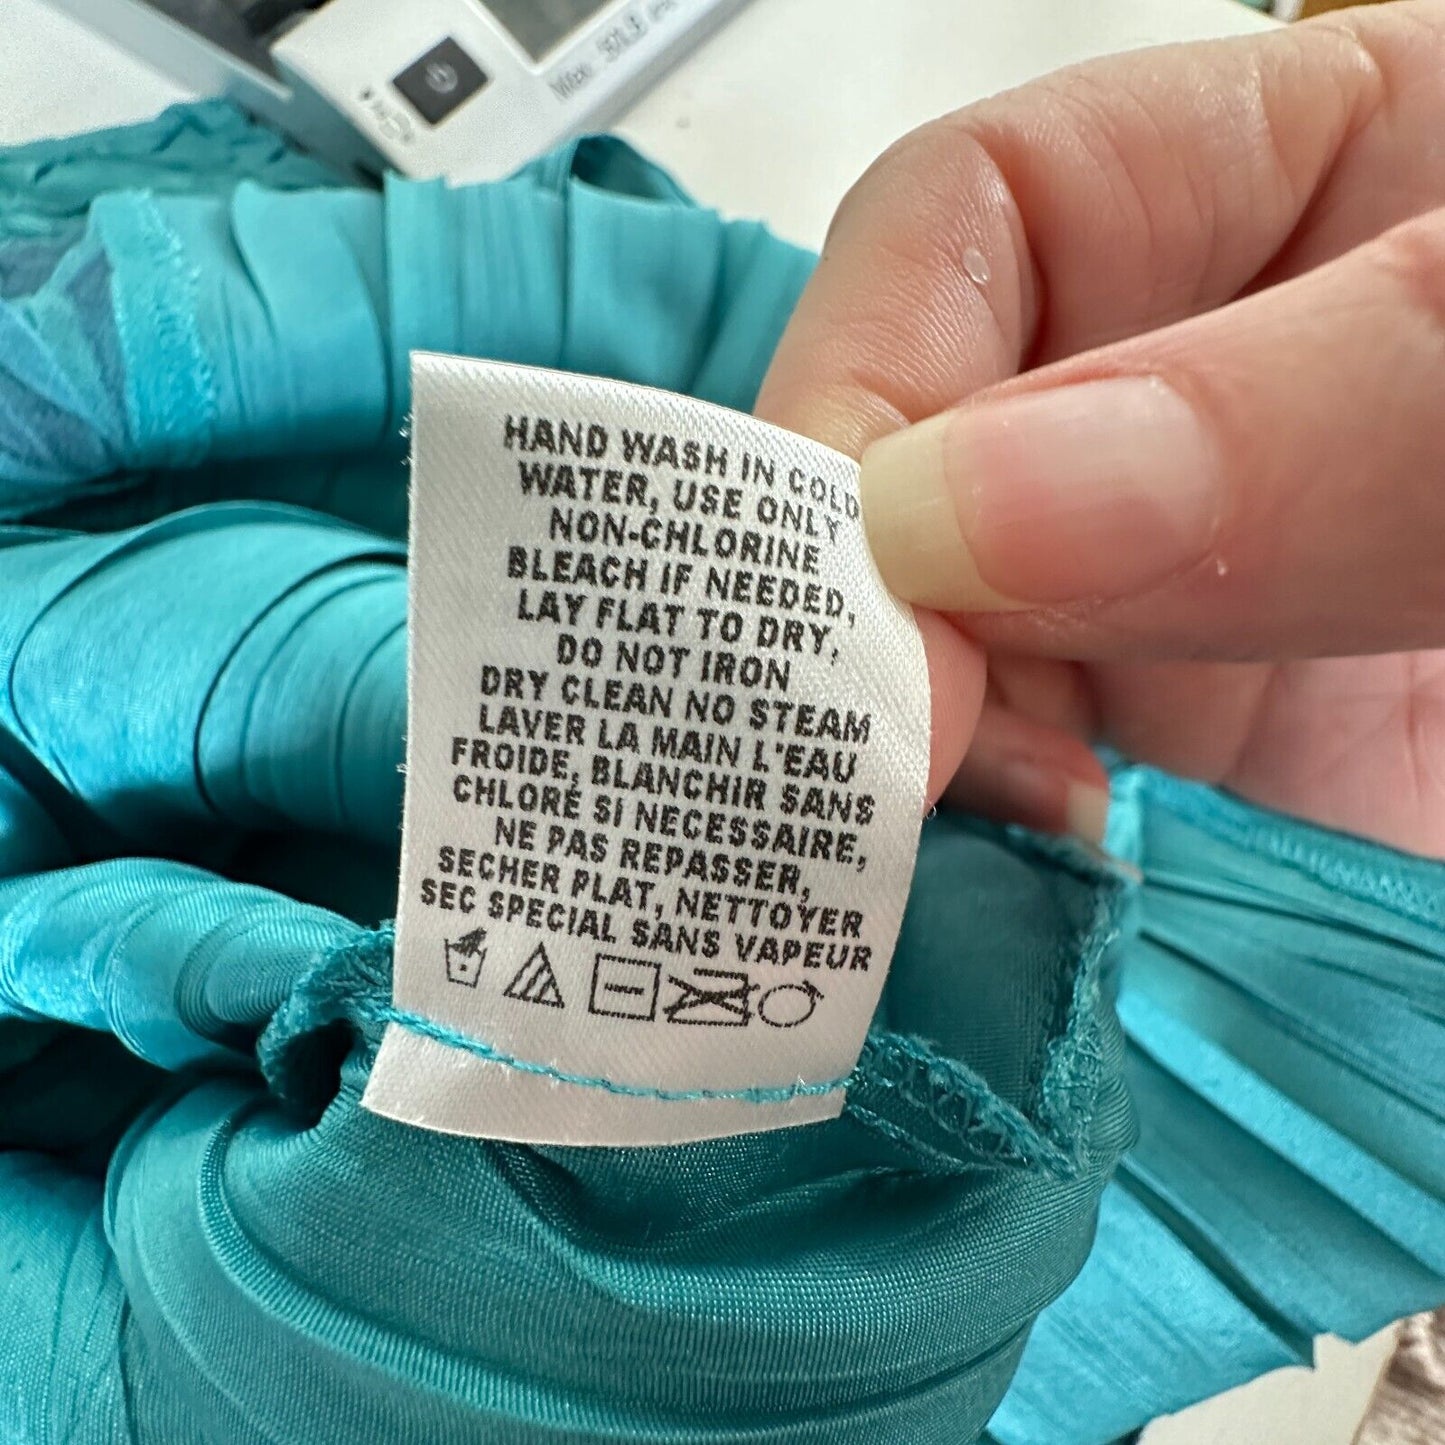 HAND WASH IN COLD
WATER, USE ONLY
NON-CHLORINE
BLEACH IF NEEDED,
LAY FLAT TO DRY,
DO NOT IRON
DRY CLEAN NO STEAM
LAVER LA MAIN L'EAU
FROIDE, BLANCHIR SANS
CHLORÉ SI NECESSAIRE,
NE PAS REPASSER,
SECHER PLAT, NETTOYER
SEC SPECIAL SANS VAPEUR